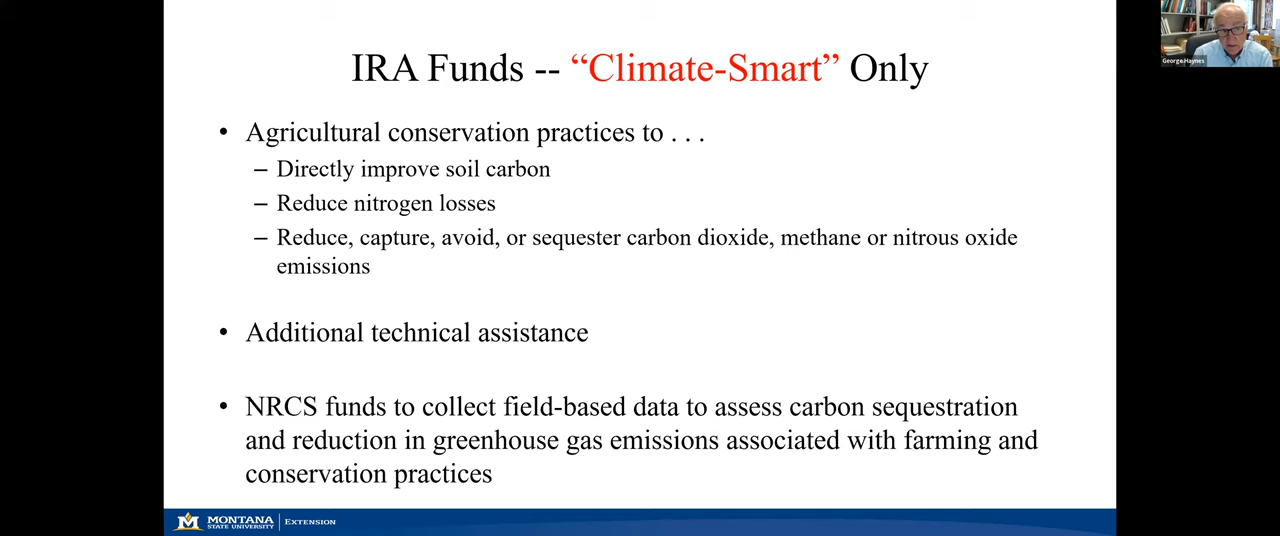 IRA Funds -- “Climate-Smart” Only
George Haynes
• Agricultural conservation practices to . . .
– Directly improve soil carbon
– Reduce nitrogen losses
– Reduce, capture, avoid, or sequester carbon dioxide, methane or nitrous oxide
emissions
• Additional technical assistance
• NRCS funds to collect field-based data to assess carbon sequestration
and reduction in greenhouse gas emissions associated with farming and
conservation practices
MONTANA
STATE UNIVERSITY
EXTENSION